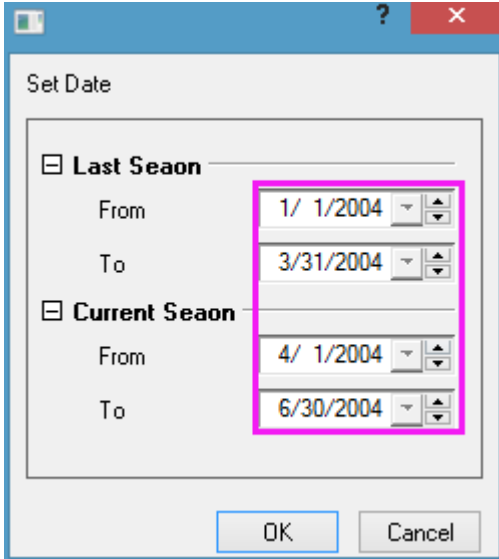 ?
Set Date
Last Seaon
From 1/ 1/2004
To 3/31/2004
Current Seaon
From 4/ 1/2004
To 6/30/2004
OK Cancel